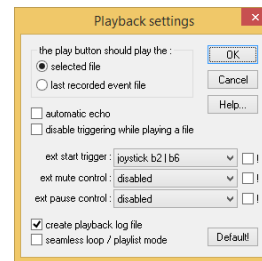 Playback settings
the play button should play the :
selected file
last recorded event file
OK
Cancel
Help...
automatic echo
disable triggering while playing a file
ext start trigger : joystick b2 | b6 !
ext mute control : disabled !
ext pause control : disabled !
create playback log file
seamless loop / playlist mode
Default!